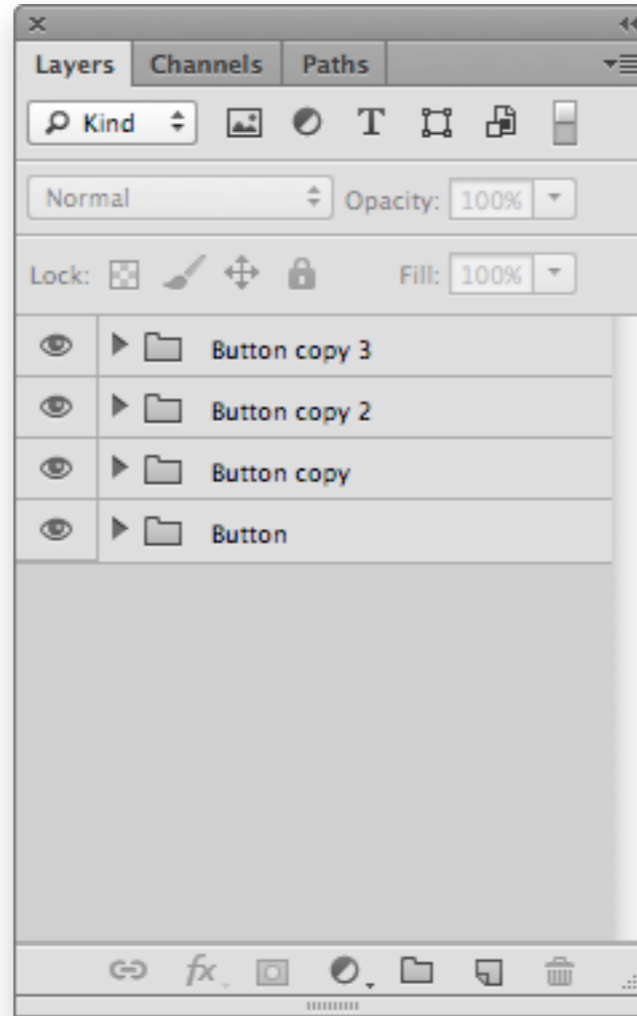 Layers Channels Paths
Kind T
Normal Opacity: 100%
Lock: Fill: 100%
Button copy 3
Button copy 2
Button copy
Button
fx